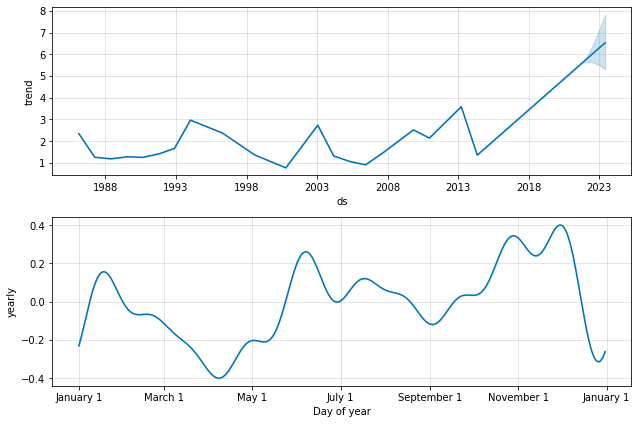 8
7
6
5
4
3
2
1
trend
1988 1993 1998 2003 2008 2013 2018 2023
ds
0.4
0.2
0.0
−0.2
−0.4
yearly
January 1 March 1 May 1 July 1 September 1 November 1 January 1
Day of year